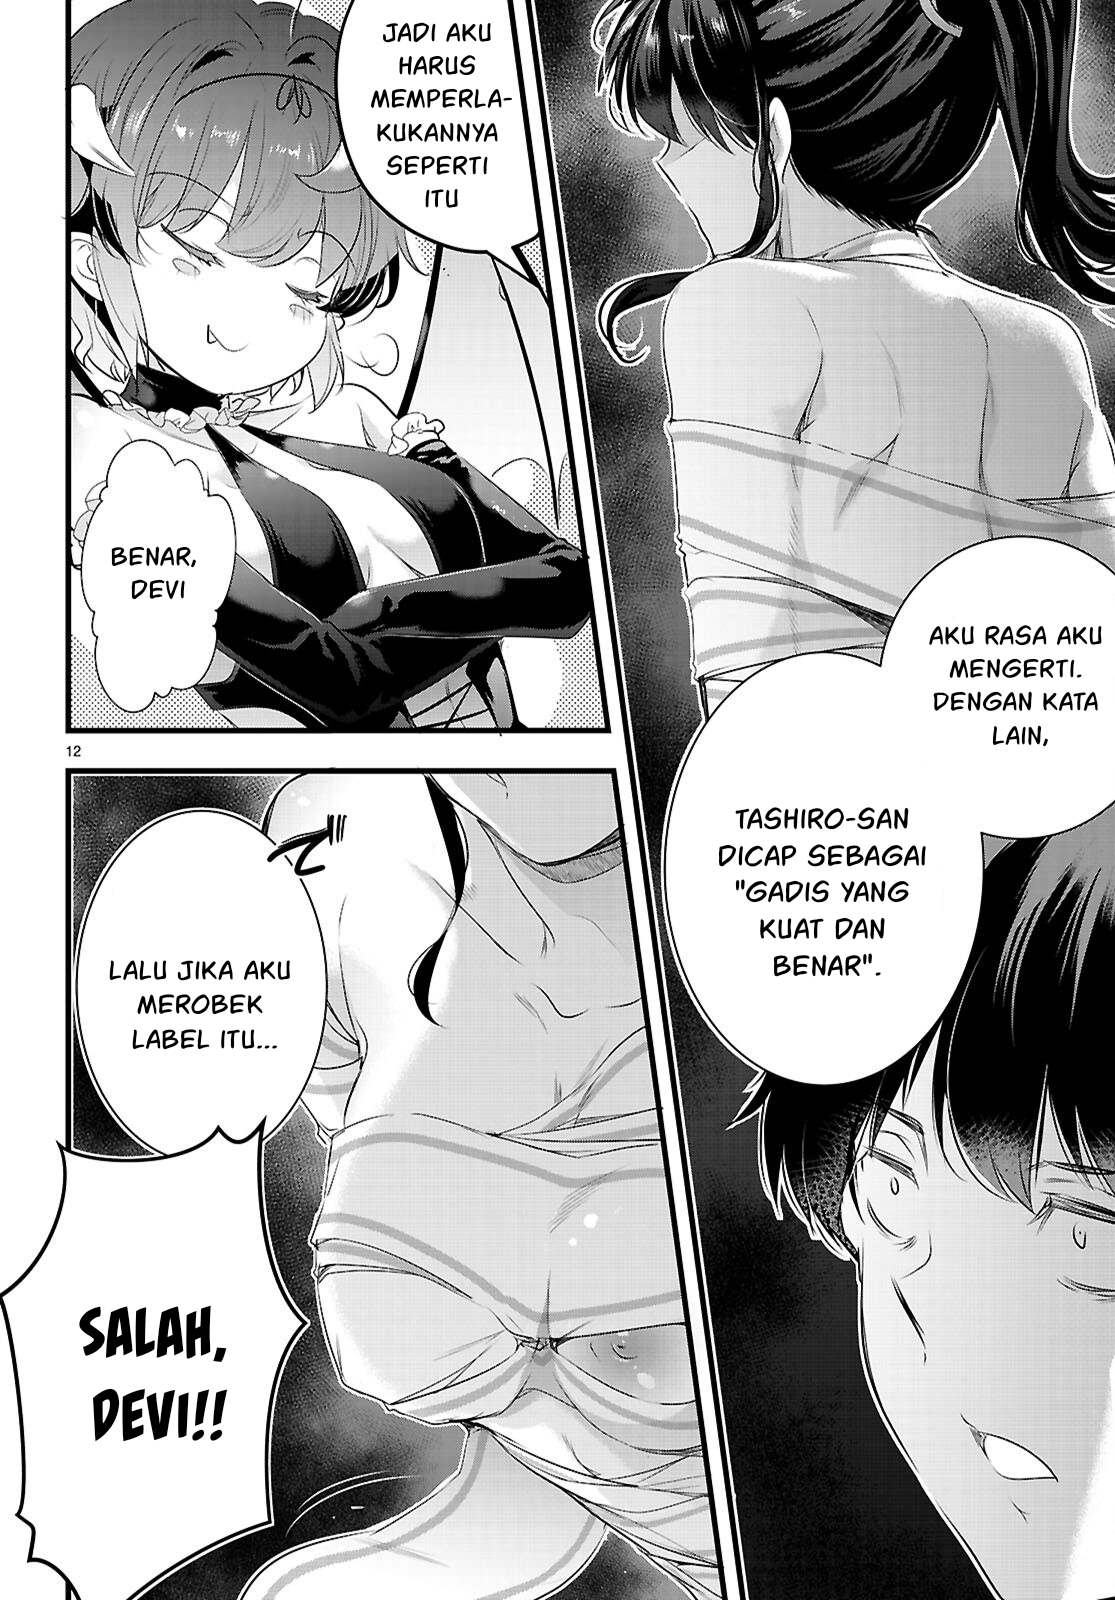 AKU RASA AKU
MENGERTI.
DENGAN KATA
LAIN,
TASHIRO-SAN
DICAP SEBAGAI
"GADIS YANG
KUAT DAN
BENAR".
JADI AKU
HARUS
MEMPERLA-
KUKANNYA
SEPERTI
ITU
BENAR,
DEVI
12
LALU JIKA AKU
MEROBEK
LABEL ITU...
SALAH,
DEVI!!